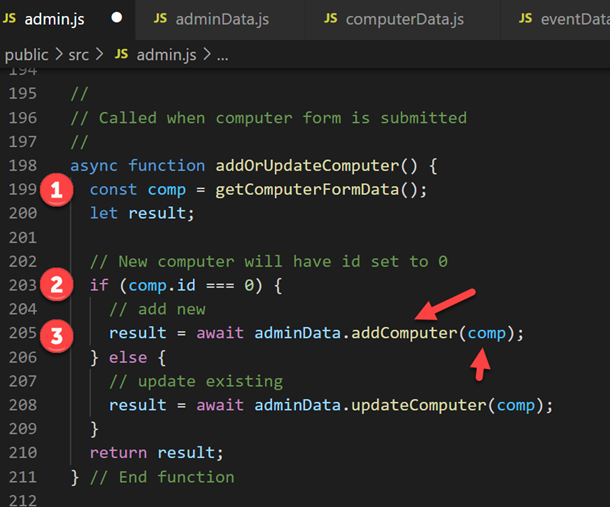 JS admin.js JS adminData.js JS computerData.js JS eventData
public > src > JS admin.js > ...
194
195 //
196 // Called when computer form is submitted
197 //
198 async function addOrUpdateComputer() {
1 199 const comp = getComputerFormData();
200 let result;
201
202 // New computer will have id set to 0
2 203 if (comp.id === 0) {
204 // add new
3 205 result = await adminData.addComputer(comp);
206 } else {
207 // update existing
208 result = await adminData.updateComputer(comp);
209 }
210 return result;
211 } // End function
212